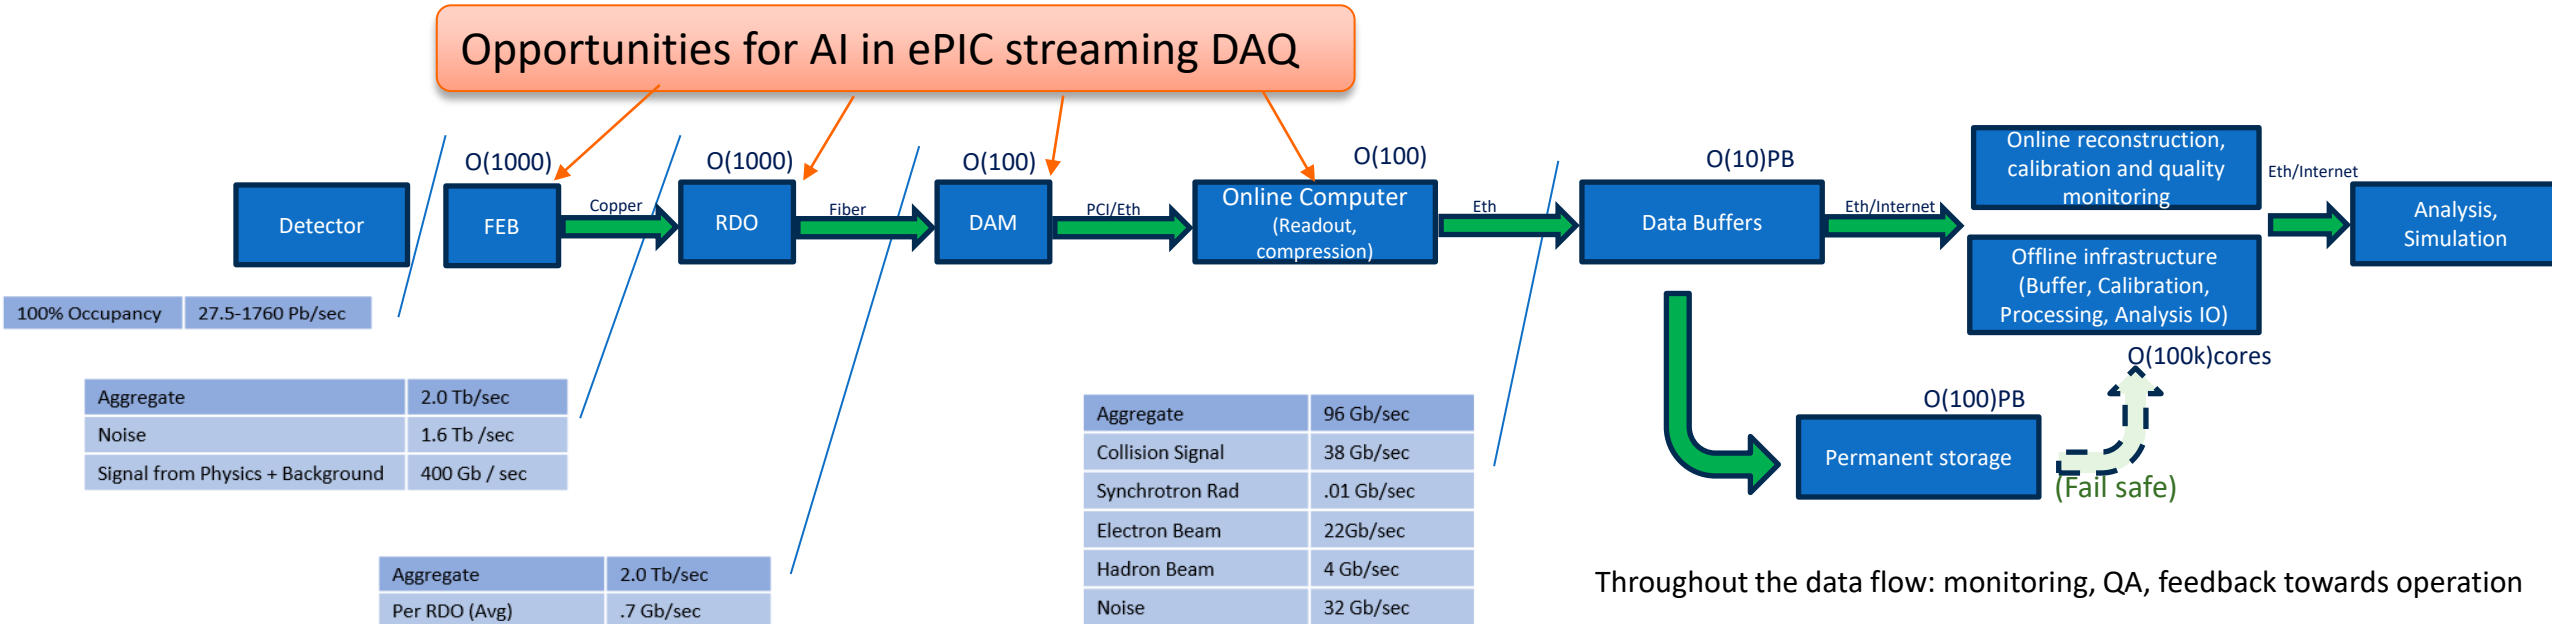 Opportunities for AI in ePIC streaming DAQ
O(1000)
O(1000)
O(100)
O(100)
O(10)PB
Detector
FEB
Copper
RDO
Fiber
DAM
PCI/Eth
Online Computer
(Readout,
compression)
Eth
Data Buffers
Eth/Internet
Online reconstruction,
calibration and quality
monitoring
Offline infrastructure
(Buffer, Calibration,
Processing, Analysis IO)
O(100k)cores
Eth/Internet
Analysis,
Simulation
O(100)PB
Permanent storage
(Fail safe)
100% Occupancy 27.5-1760 Pb/sec
Aggregate 2.0 Tb/sec
Noise 1.6 Tb /sec
Signal from Physics + Background 400 Gb / sec
Aggregate 2.0 Tb/sec
Per RDO (Avg) .7 Gb/sec
Aggregate 96 Gb/sec
Collision Signal 38 Gb/sec
Synchrotron Rad .01 Gb/sec
Electron Beam 22Gb/sec
Hadron Beam 4 Gb/sec
Noise 32 Gb/sec
Throughout the data flow: monitoring, QA, feedback towards operation